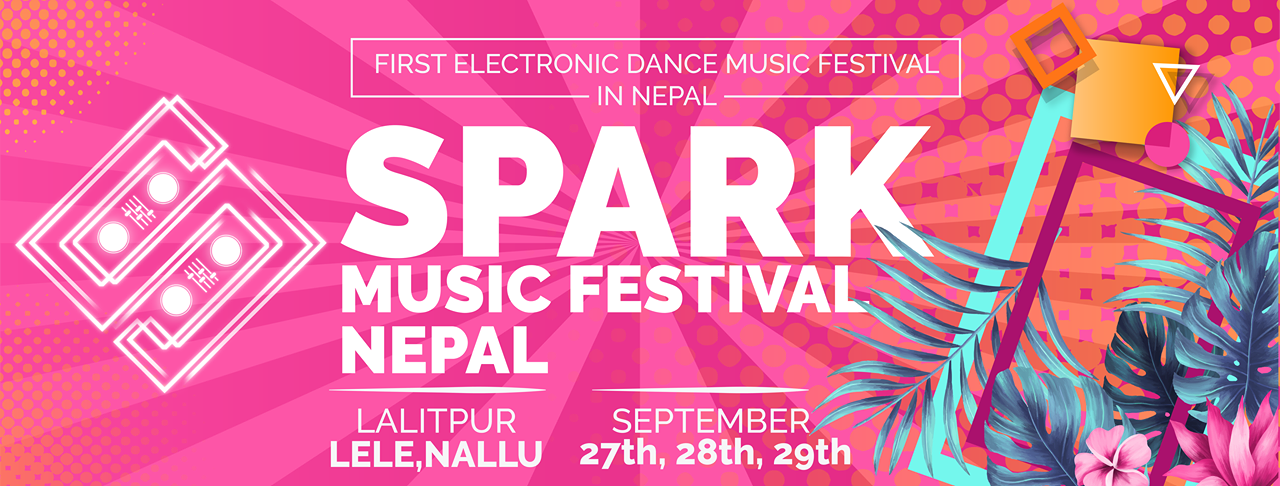 FIRST ELECTRONIC DANCE MUSIC FESTIVAL
IN NEPAL
SPARK
MUSIC FESTIVAL
NEPAL
LALITPUR
LELE,NALLU
SEPTEMBER
27th, 28th, 29th